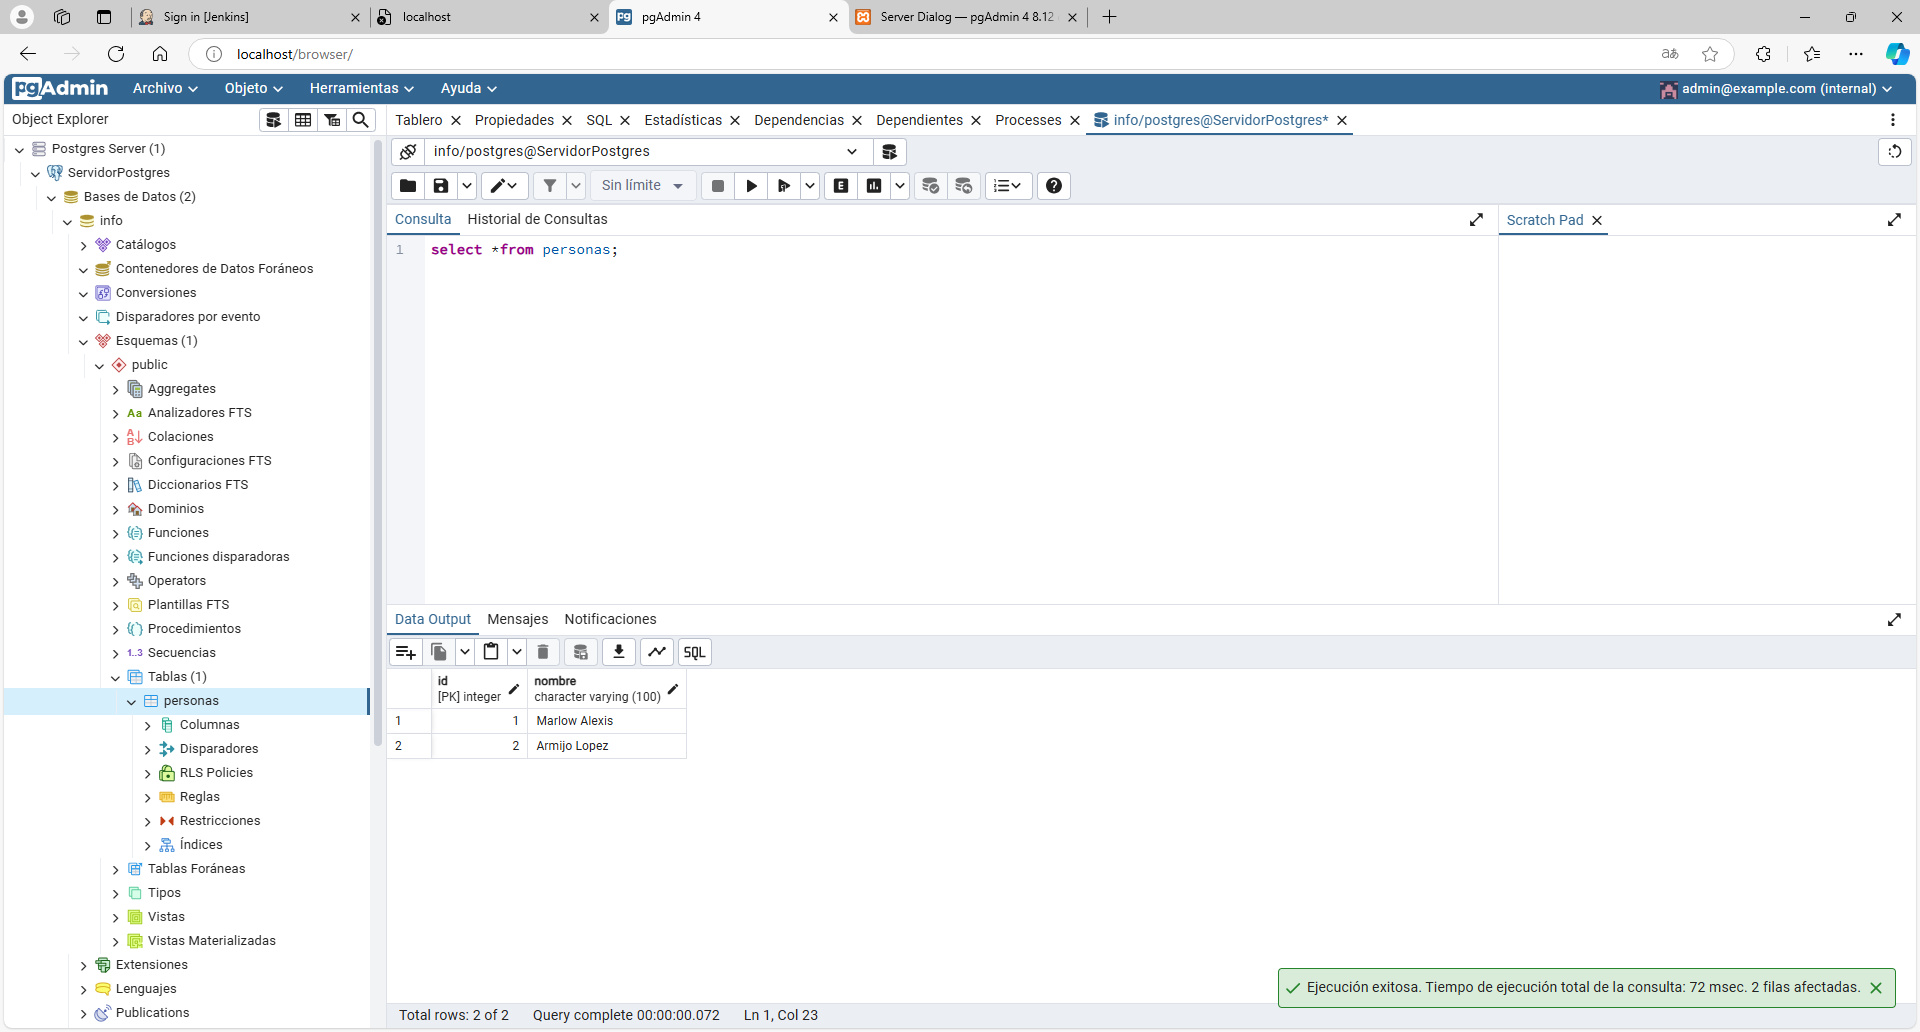 Sign in [Jenkins]
localhost
pgAdmin 4
Server Dialog — pgAdmin 4 8.12
localhost/browser/
pgAdmin
Archivo
Objeto
Herramientas
Ayuda
admin@example.com (internal)
Object Explorer
Tablero
Propiedades
SQL
Estadísticas
Dependencias
Dependientes
Processes
info/postgres@ServidorPostgres*
Postgres Server (1)
ServidorPostgres
Bases de Datos (2)
info
Catálogos
Contenedores de Datos Foráneos
Conversiones
Disparadores por evento
Esquemas (1)
public
Aggregates
Analizadores FTS
Colaciones
Configuraciones FTS
Diccionarios FTS
Dominios
Funciones
Funciones disparadoras
Operators
Plantillas FTS
Procedimientos
Secuencias
Tablas (1)
personas
Columnas
Disparadores
RLS Policies
Reglas
Restricciones
Índices
Tablas Foráneas
Tipos
Vistas
Vistas Materializadas
Extensiones
Lenguajes
Publications
info/postgres@ServidorPostgres
Sin límite
Consulta
Historial de Consultas
Scratch Pad
1 select *from personas;
Data Output
Mensajes
Notificaciones
SQL
id
[PK] integer
nombre
character varying (100)
1 1 Marlow Alexis
2 2 Armijo Lopez
Ejecución exitosa. Tiempo de ejecución total de la consulta: 72 msec. 2 filas afectadas.
Total rows: 2 of 2
Query complete 00:00:00.072
Ln 1, Col 23